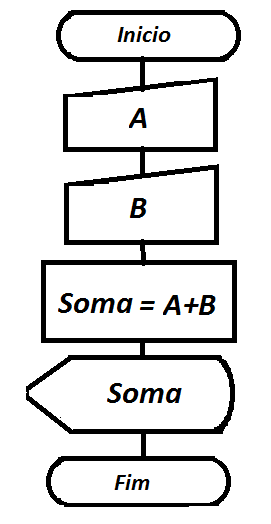 Inicio
A
B
Soma = A+B
Soma
Fim